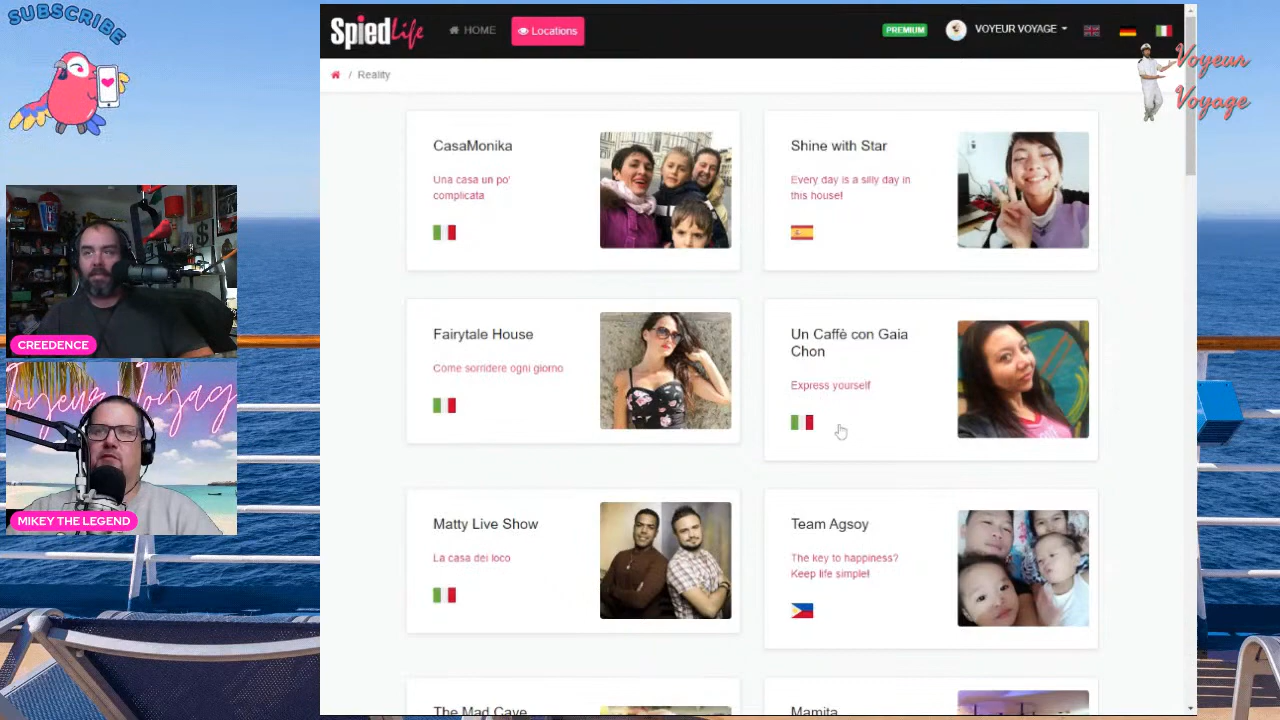 SUBSCRIBE
SpiedLife
HOME
Locations
PREMIUM
VOYEUR VOYAGE
/ Reality
Voyeur
Voyage
CasaMonika
Una casa un po'
complicata
Shine with Star
Every day is a silly day in
this house!
Fairytale House
Come sorridere ogni giorno
Un Caffè con Gaia
Chon
Express yourself
Matty Live Show
La casa dei loco
Team Agsoy
The key to happiness?
Keep life simple!
The Mad Cave
Mamita
CREEDENCE
Voyeur Voyag
MIKEY THE LEGEND